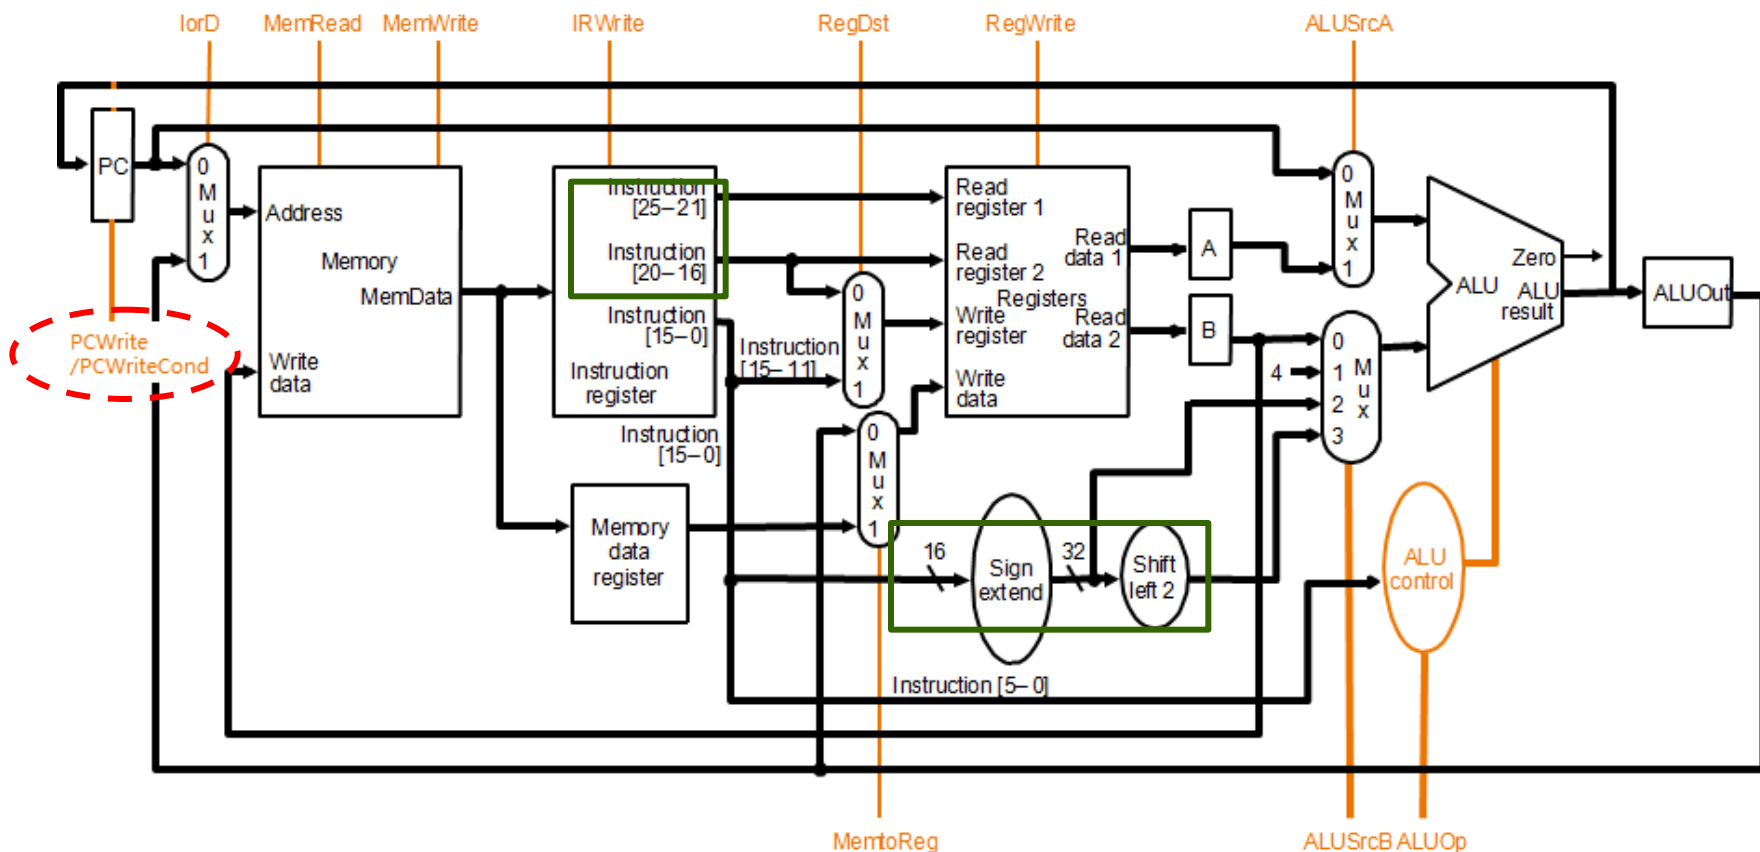 IorD
MemRead
MemWrite
IRWrite
RegDst
RegWrite
ALUSrcA
PC
0
M
u
x
1
Address
Memory
MemData
Write
data
PCWrite
/PCWriteCond
Instruction
[25–21]
Instruction
[20–16]
Instruction
[15–0]
Instruction
register
Instruction
[15–11]
Instruction
[15–0]
0
M
u
x
1
0
M
u
x
1
Memory
data
register
Read
register 1
Read
register 2
Registers
Write
register
Write
data
Read
data 1
Read
data 2
A
B
4
0
M
u
x
1
0
1
2
3
M
u
x
Zero
ALU
ALU
result
ALUOut
16
Sign
extend
32
Shift
left 2
ALU
control
Instruction [5–0]
MemtoReg
ALUSrcB
ALUOp